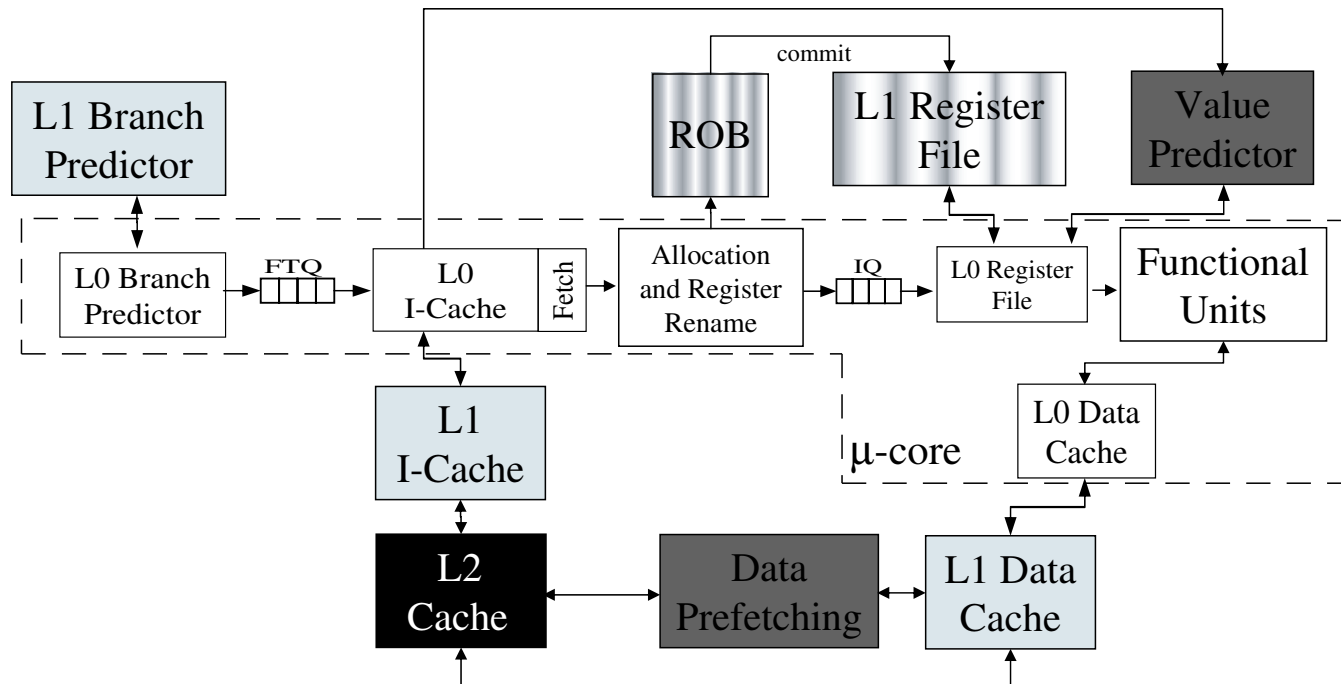 commit
L1 Branch
Predictor
ROB
L1 Register
File
Value
Predictor
L0 Branch
Predictor
FTQ
L0
I-Cache
Fetch
Allocation
and Register
Rename
IQ
L0 Register
File
Functional
Units
L1
I-Cache
μ-core
L0 Data
Cache
L2
Cache
Data
Prefetching
L1 Data
Cache